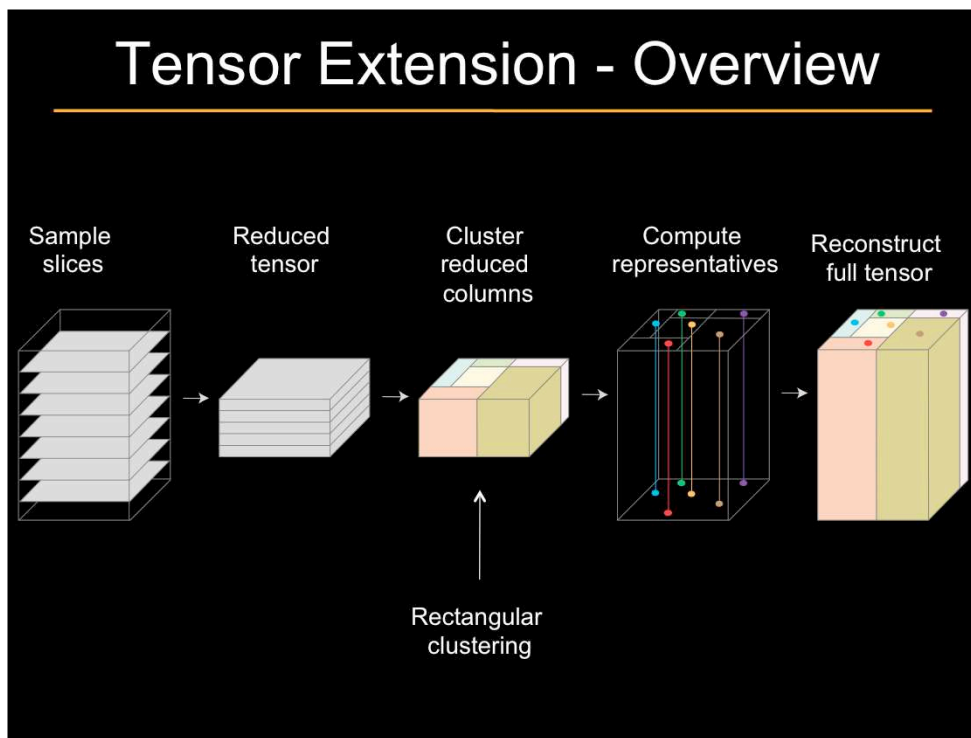 Tensor Extension - Overview
Sample
slices
Reduced
tensor
Cluster
reduced
columns
Compute
representatives
Reconstruct
full tensor
Rectangular
clustering